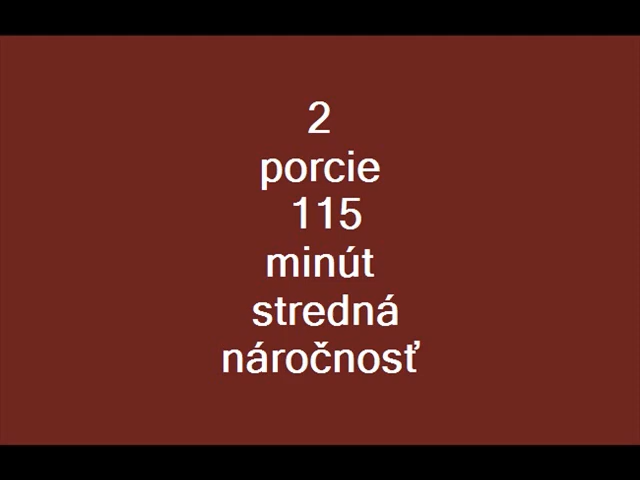 2
porcie
115
minút
stredná
náročnosť